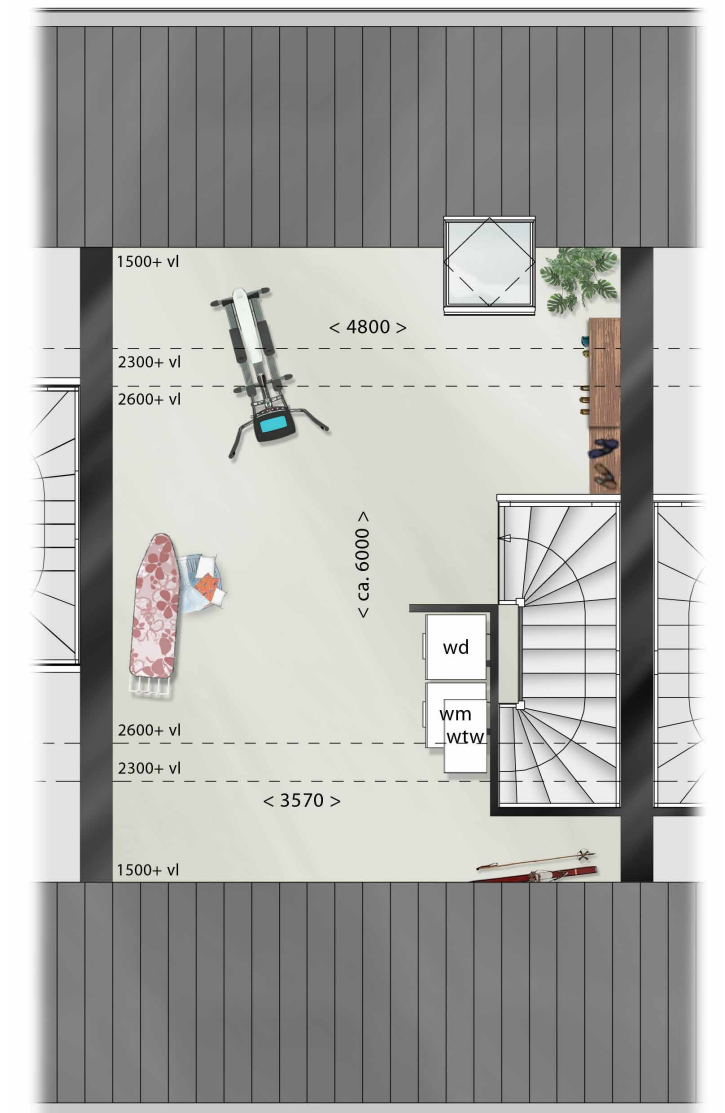 1500+ vl
< 4800 >
2300+ vl
2600+ vl
< ca. 6000 >
wd
wm
wtw
2600+ vl
2300+ vl
< 3570 >
1500+ vl